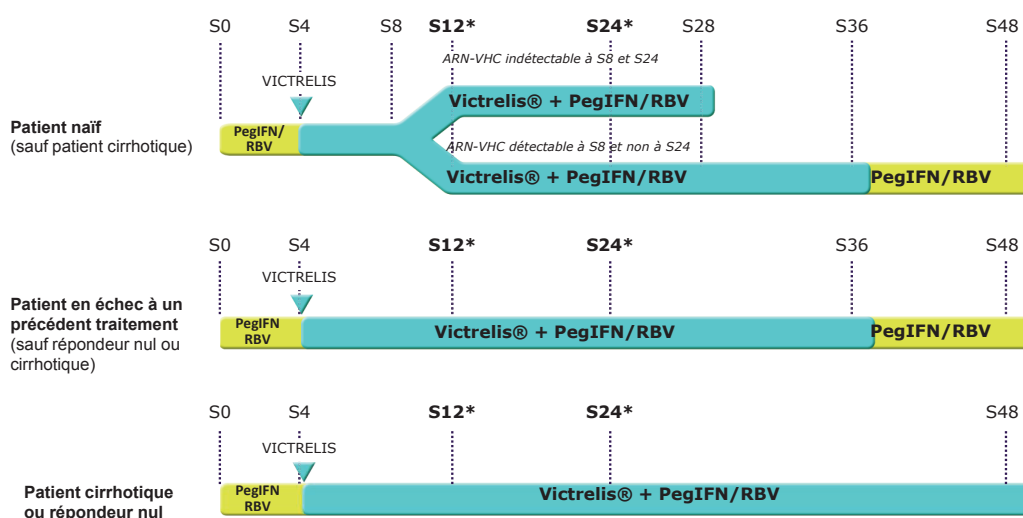 S0 S4 S8 S12* S24* S28 S36 S48
ARN-VHC indétectable à S8 et S24
VICTRELIS
Victrelis® + PegIFN/RBV
Patient naïf
(sauf patient cirrhotique)
PegIFN/
RBV
ARN-VHC détectable à S8 et non à S24
Victrelis® + PegIFN/RBV PegIFN/RBV
S0 S4 S12* S24* S36 S48
VICTRELIS
Patient en échec à un
précédent traitement
(sauf répondeur nul ou
cirrhotique)
PegIFN
RBV
Victrelis® + PegIFN/RBV PegIFN/RBV
S0 S4 S12* S24* S48
VICTRELIS
Patient cirrhotique
ou répondeur nul
PegIFN
RBV
Victrelis® + PegIFN/RBV